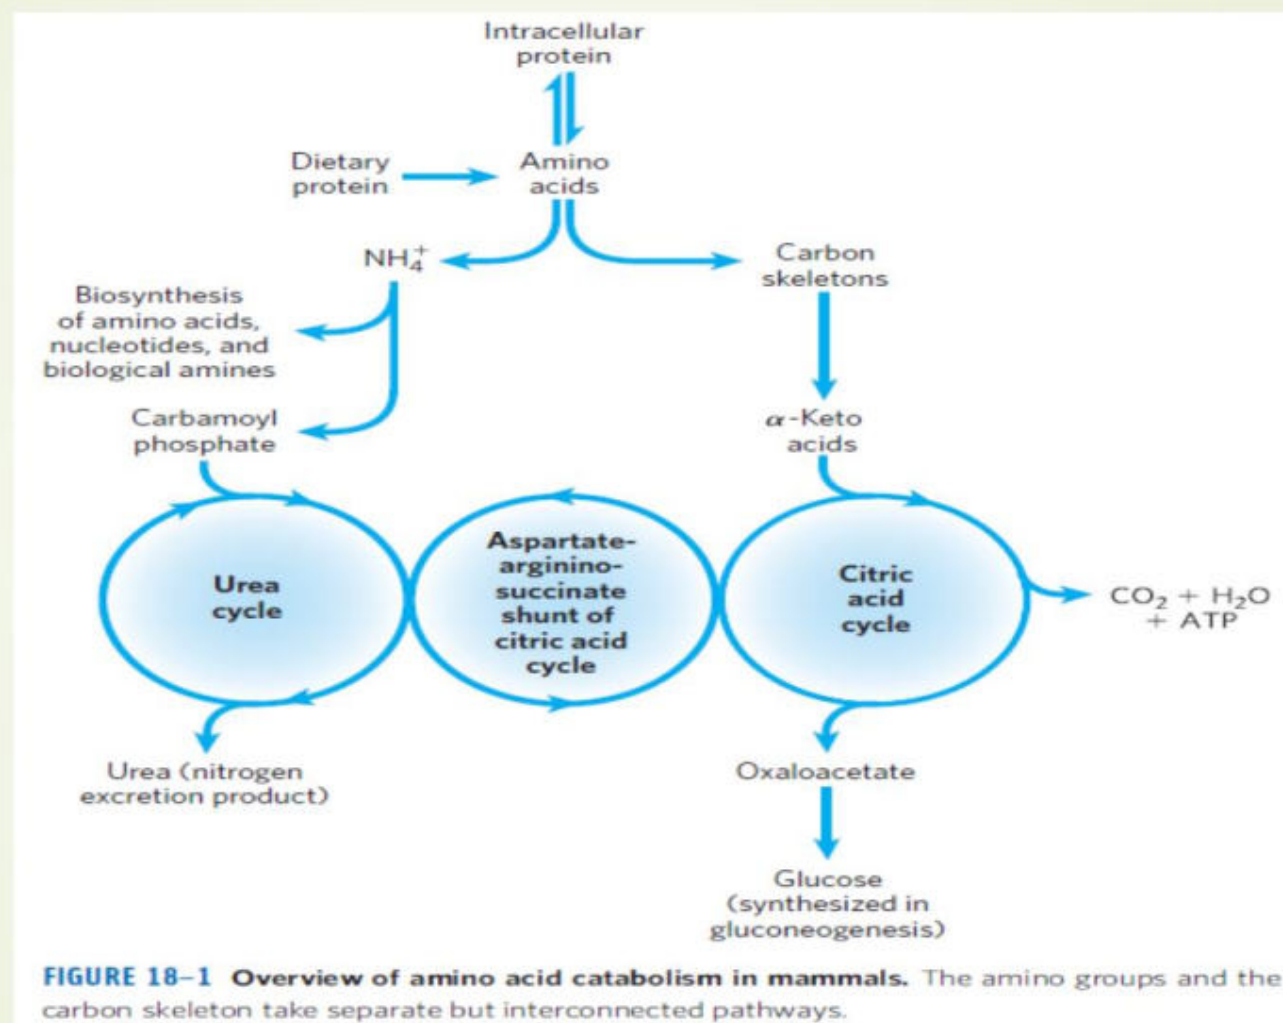 Intracellular
protein
Dietary
protein
Amino
acids
NH₄⁺
Carbon
skeletons
Biosynthesis
of amino acids,
nucleotides, and
biological amines
Carbamoyl
phosphate
α-Keto
acids
Urea
cycle
Aspartate-
arginino-
succinate
shunt of
citric acid
cycle
Citric
acid
cycle
CO₂ + H₂O
+ ATP
Urea (nitrogen
excretion product)
Oxaloacetate
Glucose
(synthesized in
gluconeogenesis)
FIGURE 18–1 Overview of amino acid catabolism in mammals. The amino groups and the
carbon skeleton take separate but interconnected pathways.